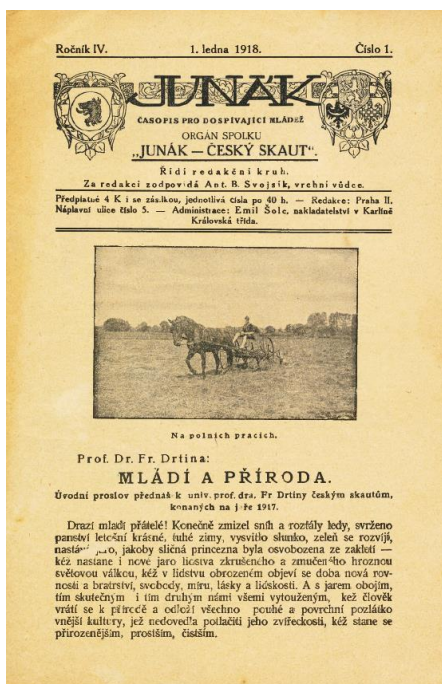 Ročník IV.
1. ledna 1918.
Číslo 1.
JUNÁK
ČASOPIS PRO DOSPÍVAJÍCÍ MLÁDEŽ
ORGÁN SPOLKU
„JUNÁK — ČESKÝ SKAUT“.
Řídí redakční kruh.
Za redakci zodpovídá Ant. B. Svojsík, vrchní vůdce.
Předplatné 4 K i se zásilkou, jednotlivá čísla po 40 h. — Redakce: Praha II,
Náplavní ulice číslo 5. — Administrace: Emil Šolc, nakladatelství v Karlíně
Královská třída.
Na polních pracích.
Prof. Dr. Fr. Drtina:
MLÁDÍ A PŘÍRODA.
Úvodní proslov přednáš k univ. prof. dra. Fr Drtiny českým skautům,
konaných na jaře 1917.
Drazí mladí přátelé! Konečně zmizel sníh a roztály ledy, svrženo
panství letošní krásné, tuhé zimy, vysvitlo slunko, zeleň se rozvíjí,
nastává jaro, jakoby sličná princezna byla osvobozena ze zakletí —
kéž nastane i nové jaro lidstva zkrušeného a zmučeného hroznou
světovou válkou, kéž v lidstvu obrozeném objeví se doba nová rov-
nosti a bratrství, svobody, míru, lásky a lidskosti. A s jarem obojím,
tím skutečným i tím druhým námi všemi vytouženým, kež člověk
vrátí se k přírodě a odloží všechno pouhé a povrchní pozlátko
vnější kultury, jež nedovedla potlačiti jeho zvířeckosti, kéž stane se
přirozenějším, prostším, čistším.